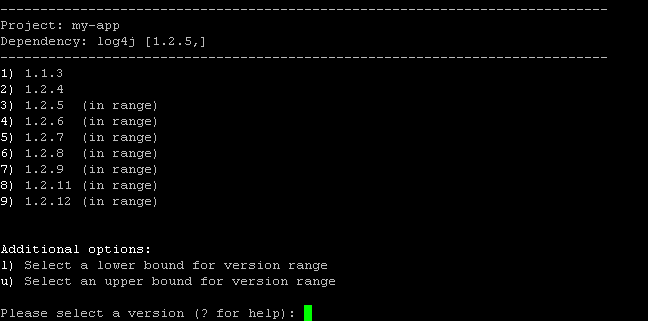 -----------------------------------------------------------------------------
Project: my-app
Dependency: log4j [1.2.5,]
-----------------------------------------------------------------------------
1) 1.1.3
2) 1.2.4
3) 1.2.5  (in range)
4) 1.2.6  (in range)
5) 1.2.7  (in range)
6) 1.2.8  (in range)
7) 1.2.9  (in range)
8) 1.2.11 (in range)
9) 1.2.12 (in range)
Additional options:
l) Select a lower bound for version range
u) Select an upper bound for version range
Please select a version (? for help):